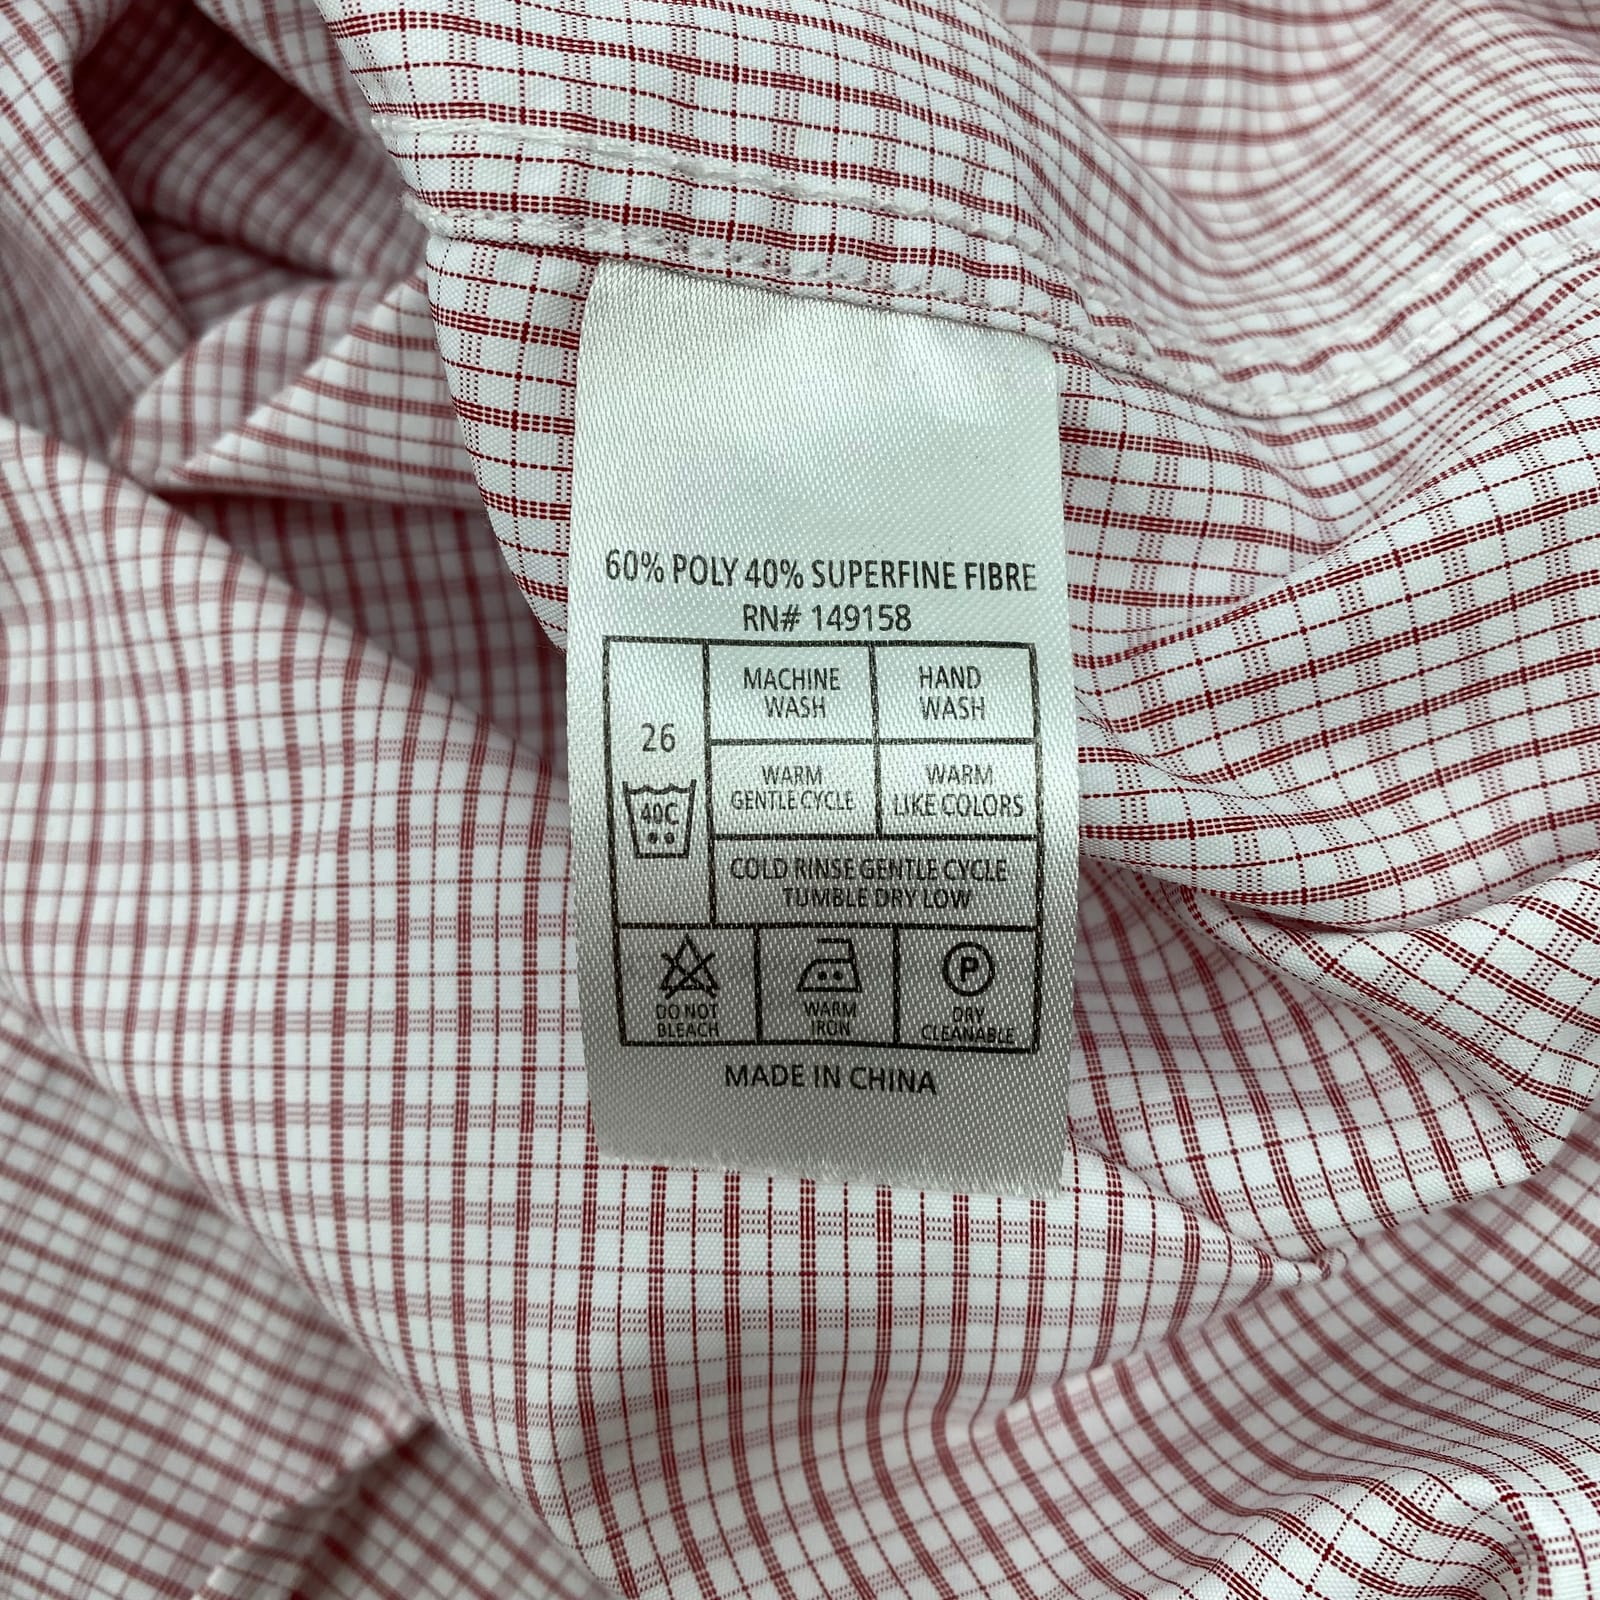 60% POLY 40% SUPERFINE FIBRE
RN# 149158
26
40C
MACHINE
WASH
HAND
WASH
WARM
GENTLE CYCLE
WARM
LIKE COLORS
COLD RINSE GENTLE CYCLE
TUMBLE DRY LOW
DO NOT
BLEACH
WARM
IRON
P
DRY
CLEANABLE
MADE IN CHINA